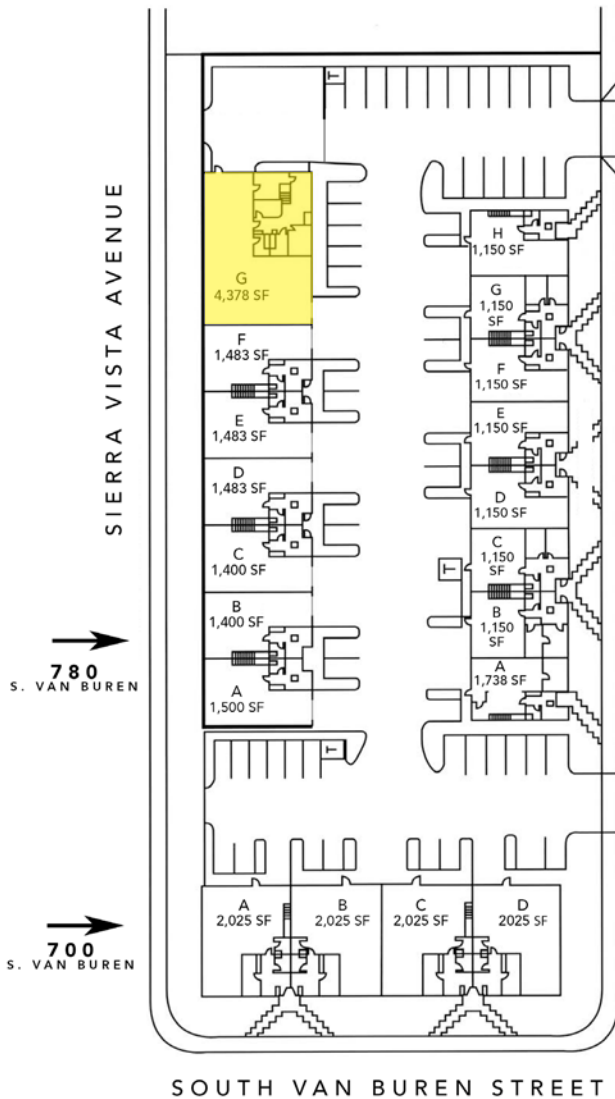 T
SIERRA VISTA AVENUE
G
4,378 SF
F
1,483 SF
E
1,483 SF
D
1,483 SF
C
1,400 SF
B
1,400 SF
A
1,500 SF
H
1,150 SF
G
1,150
SF
F
1,150 SF
E
1,150 SF
D
1,150 SF
C
1,150
SF
T
B
1,150
SF
A
1,738 SF
780
S. VAN BUREN
T
A
2,025 SF
B
2,025 SF
C
2,025 SF
D
2025 SF
700
S. VAN BUREN
SOUTH VAN BUREN STREET